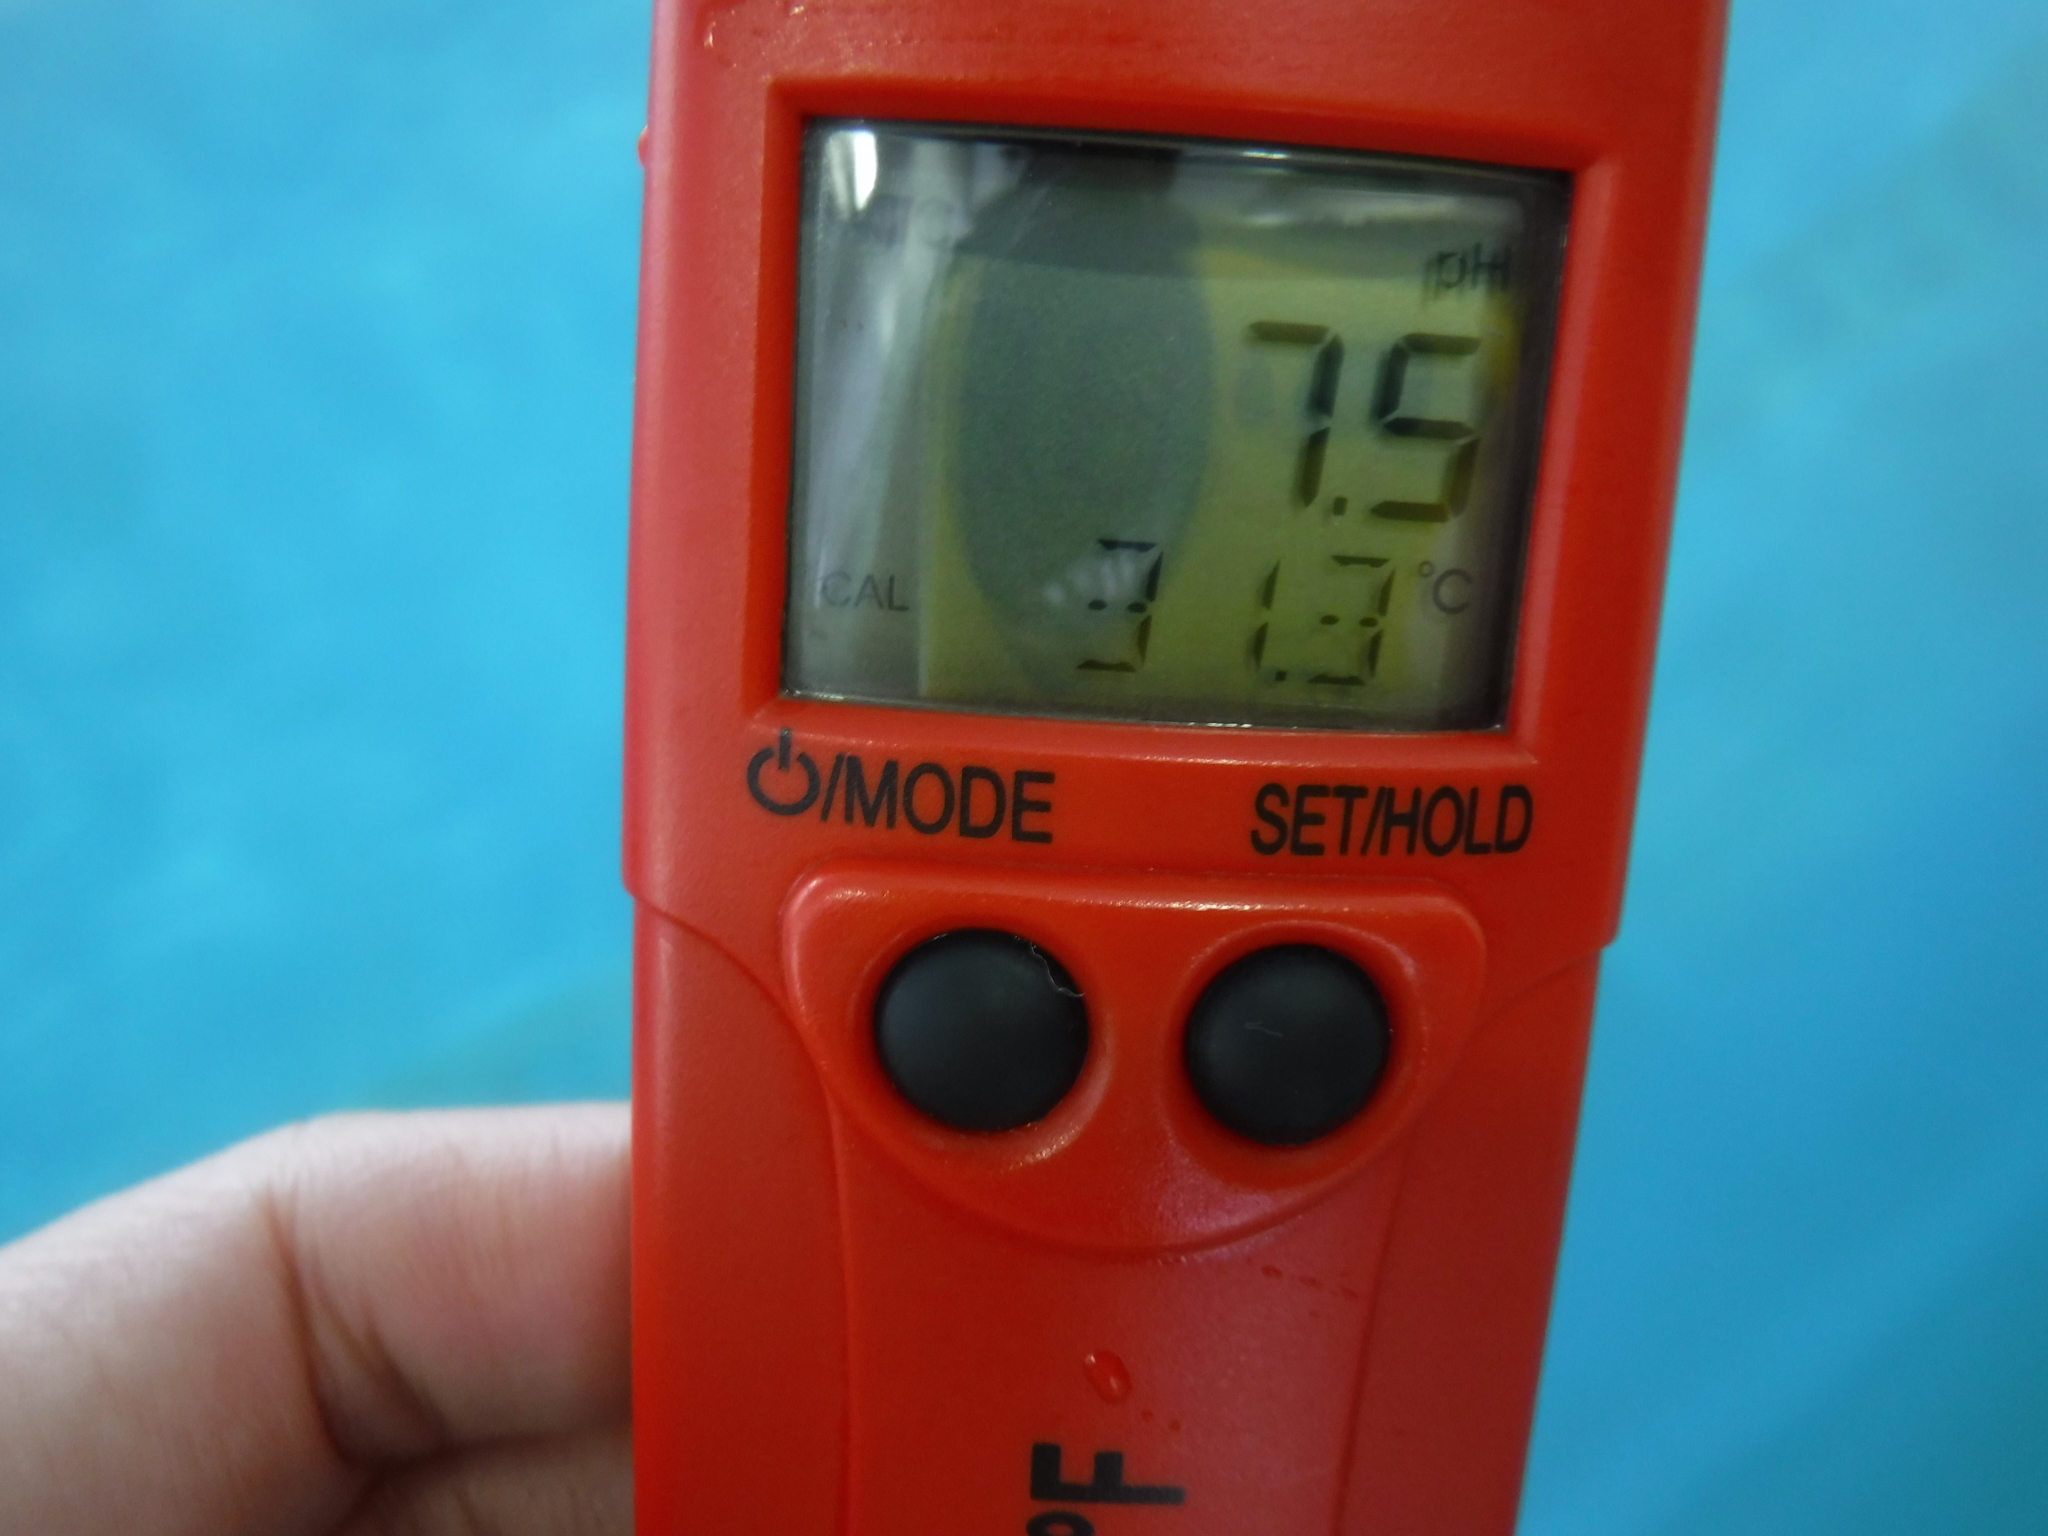 pH
7.5
CAL 31.3 °C
/MODE SET/HOLD
°F